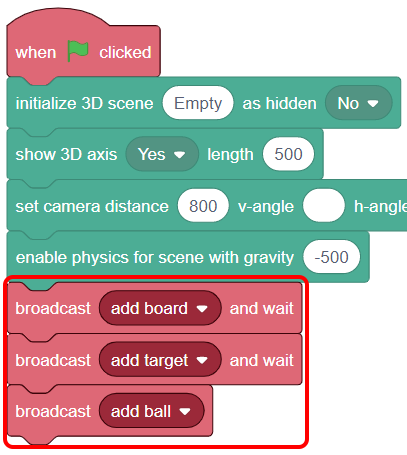 when clicked
initialize 3D scene Empty as hidden No
show 3D axis Yes length 500
set camera distance 800 v-angle h-angle
enable physics for scene with gravity -500
broadcast add board and wait
broadcast add target and wait
broadcast add ball